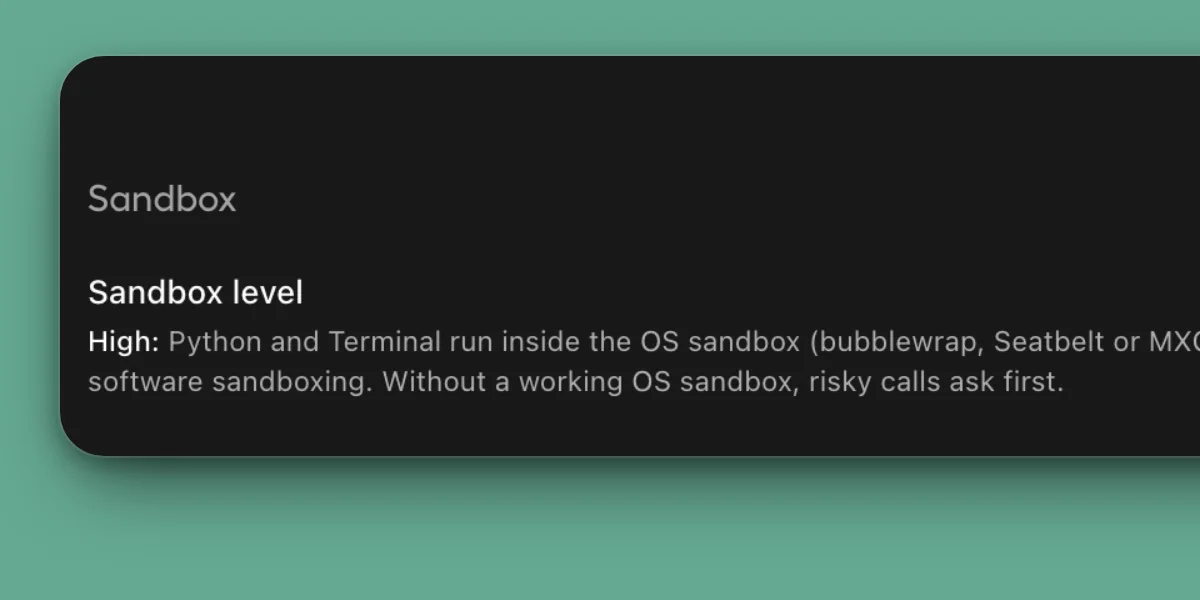 Sandbox
Sandbox level
High: Python and Terminal run inside the OS sandbox (bubblewrap, Seatbelt or
software sandboxing. Without a working OS sandbox, risky calls ask first.